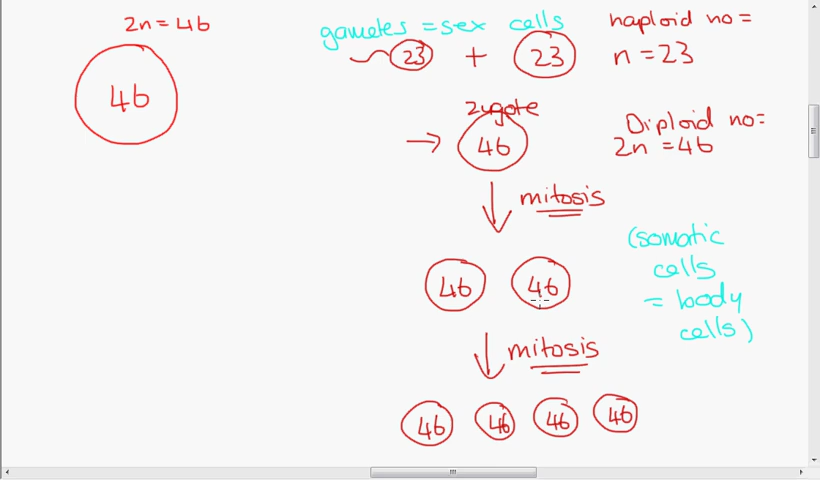 2n = 46
46
gametes = sex cells
haploid no =
23 + 23
n = 23
zygote
46
Diploid no =
2n = 46
mitosis
46 46
(somatic
cells
= body
cells)
mitosis
46 46 46 46